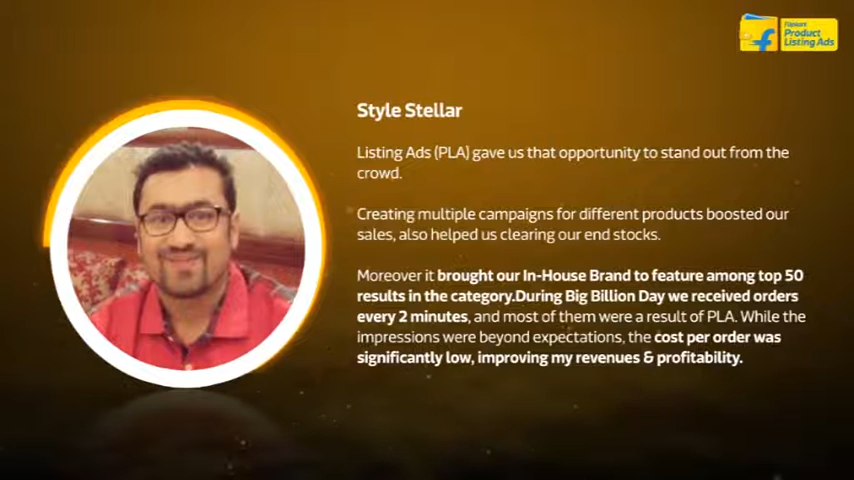 Flipkart
Product
Listing Ads
Style Stellar
Listing Ads (PLA) gave us that opportunity to stand out from the
crowd.
Creating multiple campaigns for different products boosted our
sales, also helped us clearing our end stocks.
Moreover it brought our In-House Brand to feature among top 50
results in the category.During Big Billion Day we received orders
every 2 minutes, and most of them were a result of PLA. While the
impressions were beyond expectations, the cost per order was
significantly low, improving my revenues & profitability.